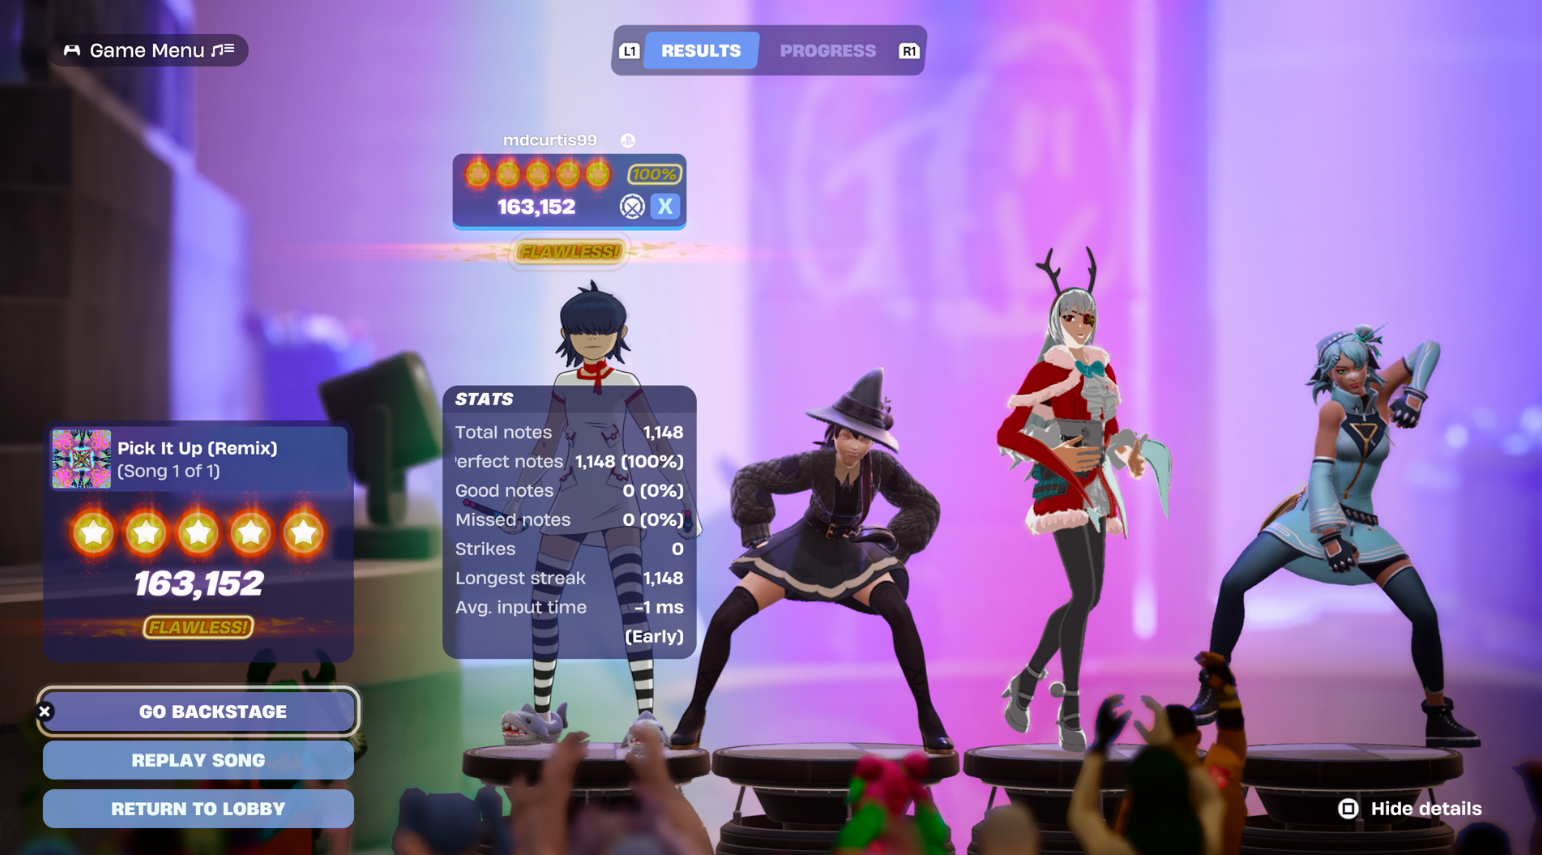 Game Menu
L1 RESULTS PROGRESS R1
mdcurtis99
100%
163,152 X
FLAWLESS!
STATS
Total notes 1,148
erfect notes 1,148 (100%)
Good notes 0 (0%)
Missed notes 0 (0%)
Strikes 0
Longest streak 1,148
Avg. input time -1 ms
(Early)
Pick It Up (Remix)
(Song 1 of 1)
163,152
FLAWLESS!
GO BACKSTAGE
REPLAY SONG
RETURN TO LOBBY
Hide details